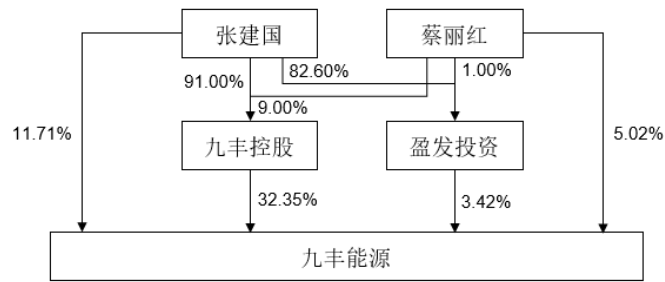 张建国
蔡丽红
91.00%
82.60%
1.00%
9.00%
11.71%
九丰控股
盈发投资
5.02%
32.35%
3.42%
九丰能源